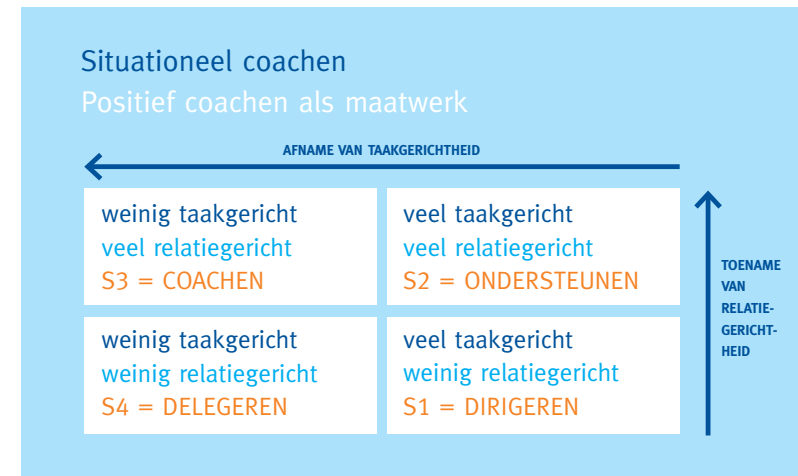 Situationeel coachen
Positief coachen als maatwerk
AFNAME VAN TAAKGERICHTHEID
weinig taakgericht
veel relatiegericht
S3 = COACHEN
veel taakgericht
veel relatiegericht
S2 = ONDERSTEUNEN
weinig taakgericht
weinig relatiegericht
S4 = DELEGEREN
veel taakgericht
weinig relatiegericht
S1 = DIRIGEREN
TOENAME
VAN
RELATIE-
GERICHT-
HEID